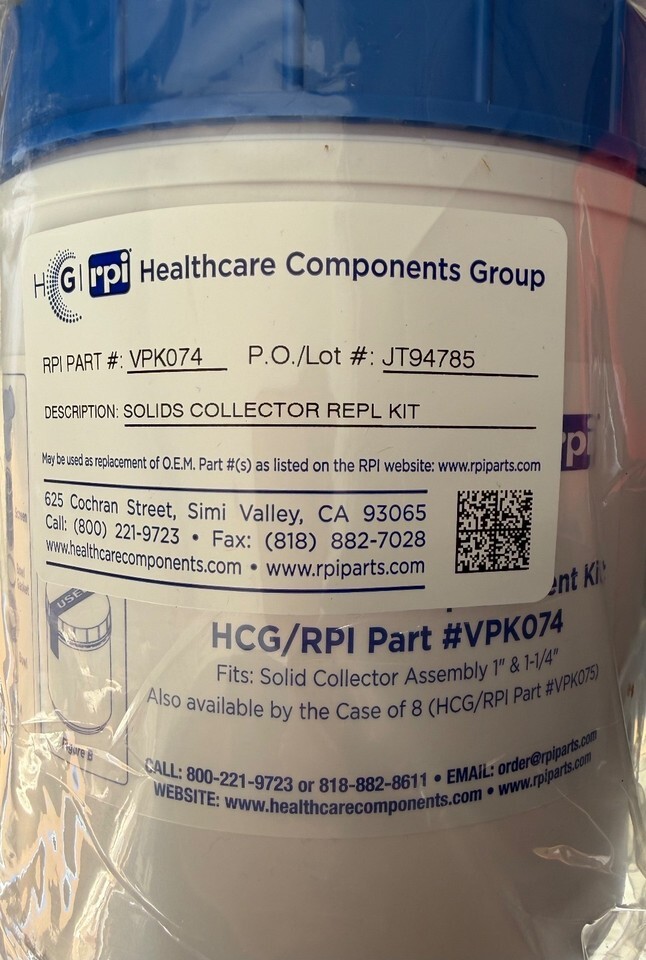 HG|rpi Healthcare Components Group
RPI PART #: VPK074 P.O./Lot #: JT94785
DESCRIPTION: SOLIDS COLLECTOR REPL KIT
May be used as replacement of O.E.M. Part #(s) as listed on the RPI website: www.rpiparts.com
625 Cochran Street, Simi Valley, CA 93065
Call: (800) 221-9723 • Fax: (818) 882-7028
www.healthcarecomponents.com • www.rpiparts.com
rpi
ent Kit
HCG/RPI Part #VPK074
Fits: Solid Collector Assembly 1" & 1-1/4"
Also available by the Case of 8 (HCG/RPI Part #VPK075)
USE
Figure B
CALL: 800-221-9723 or 818-882-8611 • EMAIL: order@rpiparts.com
WEBSITE: www.healthcarecomponents.com • www.rpiparts.com